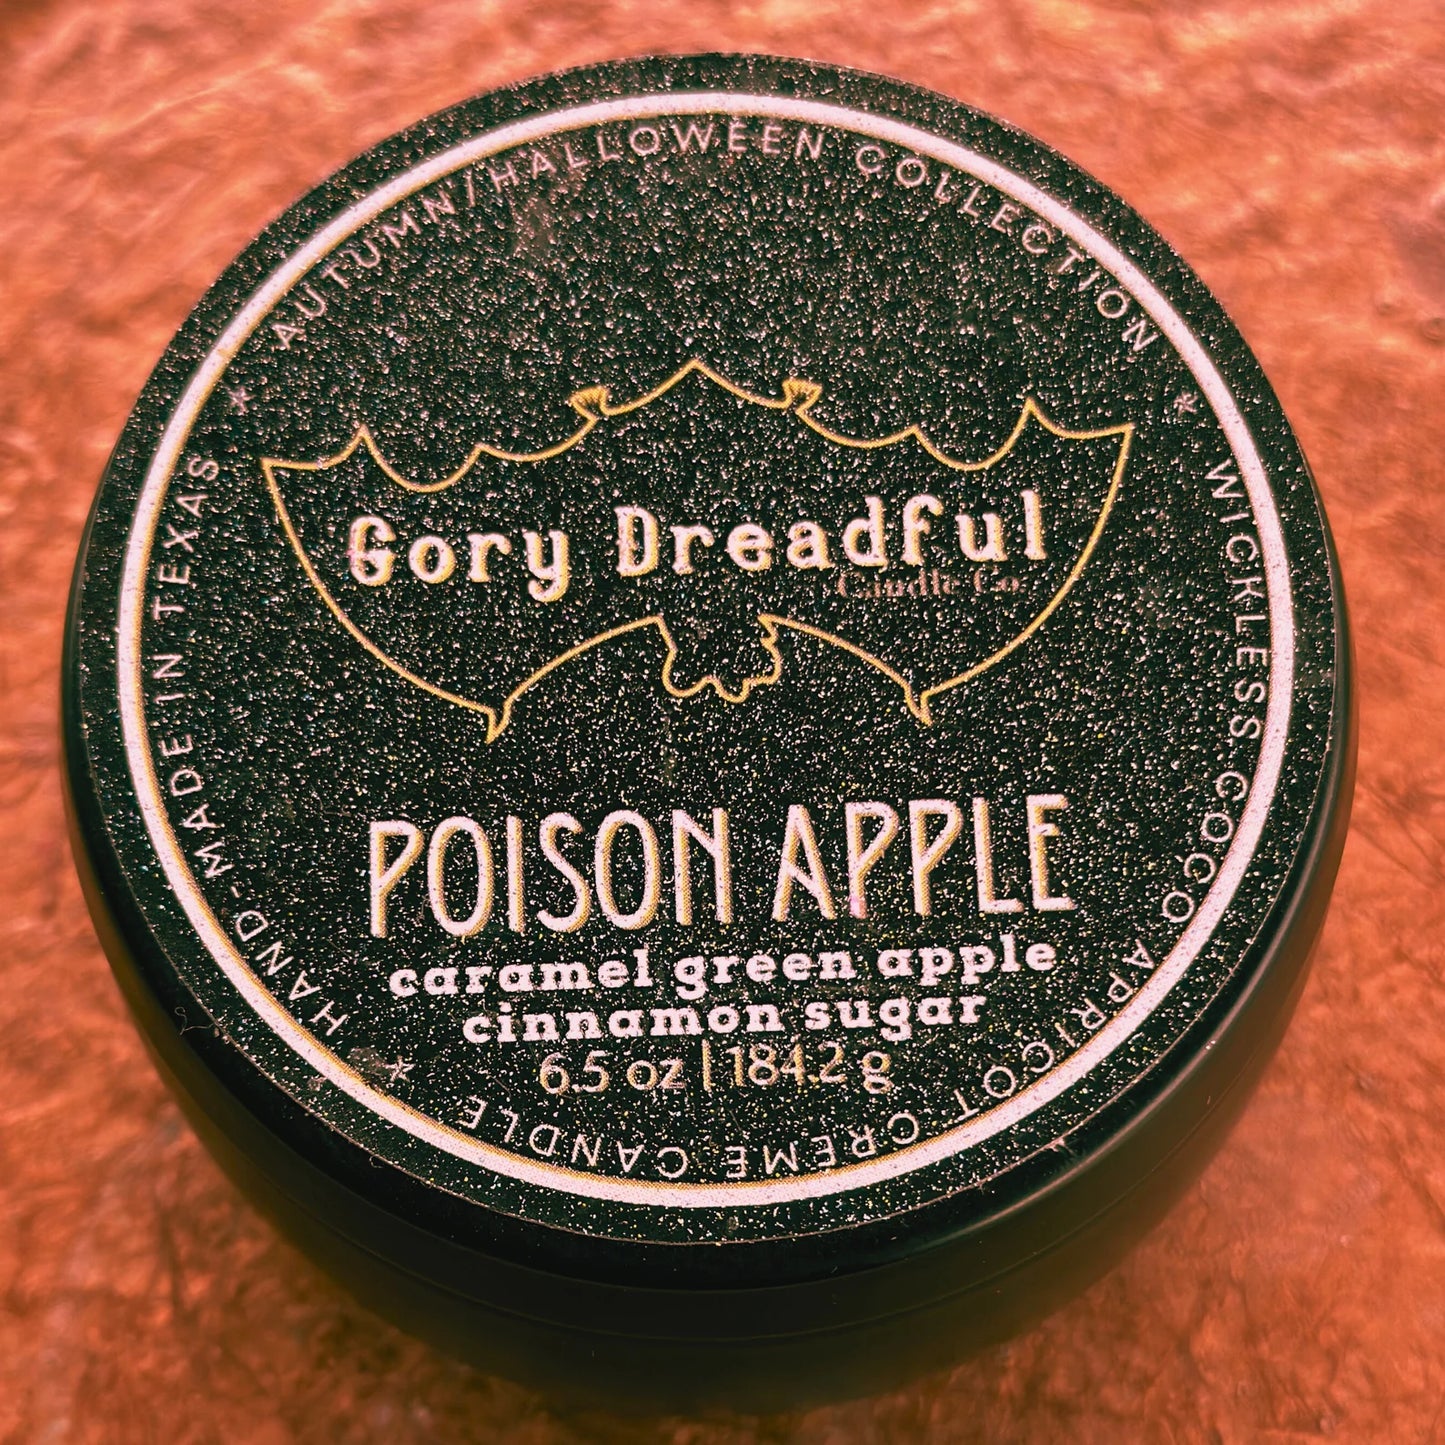 * AUTUMN/HALLOWEEN COLLECTION * WICKLESS COCO APRICOT CREME CANDLE * HAND-MADE IN TEXAS
Gory Dreadful
Candle Co.
POISON APPLE
caramel green apple
cinnamon sugar
6.5 oz | 184.2 g